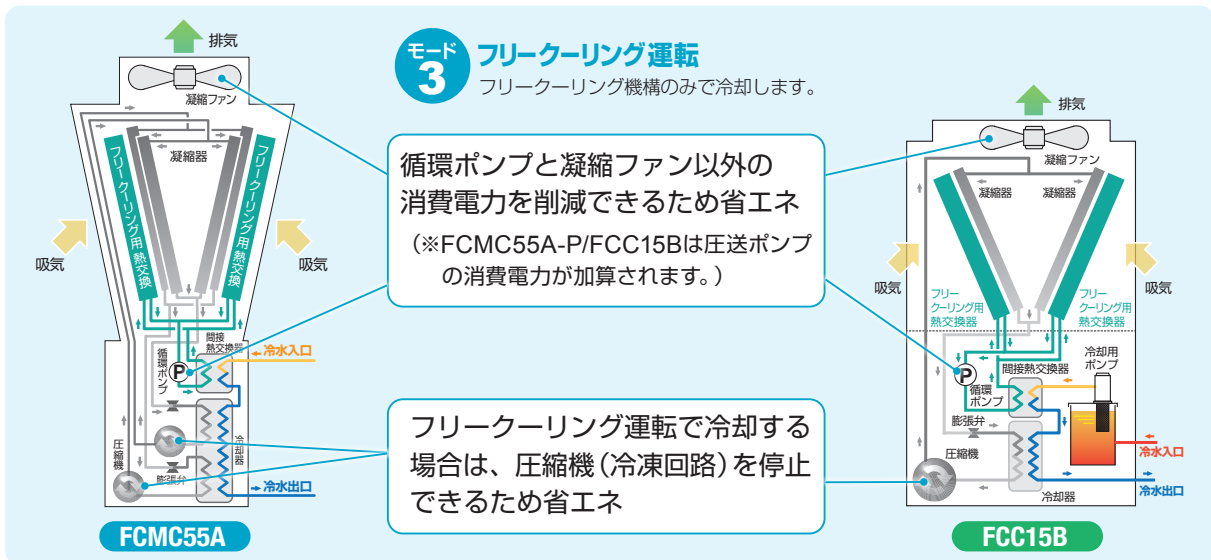 モード
3
フリークーリング運転
フリークーリング機構のみで冷却します。
循環ポンプと凝縮ファン以外の
消費電力を削減できるため省エネ
(※FCMC55A-P/FCC15Bは圧送ポンプ
の消費電力が加算されます。)
フリークーリング運転で冷却する
場合は、圧縮機(冷凍回路)を停止
できるため省エネ
排気
凝縮ファン
凝縮器
フリークーリング用熱交換
フリークーリング用熱交換
吸気
吸気
間接
熱交換器
冷水入口
循環ポンプ
P
圧縮機
膨張弁
冷却器
冷水出口
FCMC55A
排気
凝縮ファン
凝縮器
凝縮器
吸気
吸気
フリー
クーリング用
熱交換器
フリー
クーリング用
熱交換器
P
循環
ポンプ
間接熱交換器
冷却用
ポンプ
膨張弁
圧縮機
冷却器
冷水入口
冷水出口
FCC15B